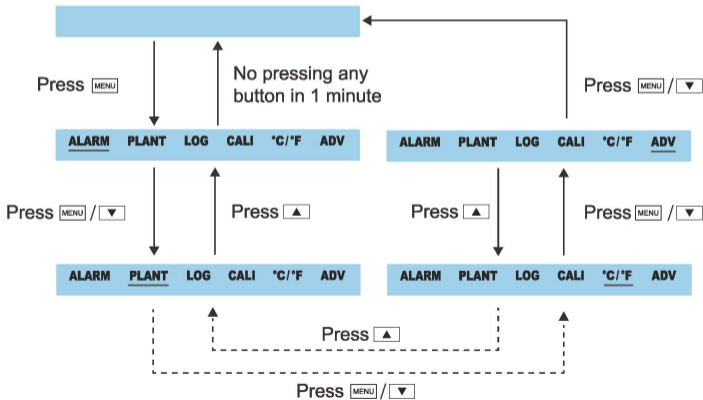 Press MENU
No pressing any
button in 1 minute
Press MENU / ▼
ALARM PLANT LOG CALI °C/°F ADV
ALARM PLANT LOG CALI °C/°F ADV
Press MENU / ▼
Press ▲
Press ▲
Press MENU / ▼
ALARM PLANT LOG CALI °C/°F ADV
ALARM PLANT LOG CALI °C/°F ADV
Press ▲
Press MENU / ▼